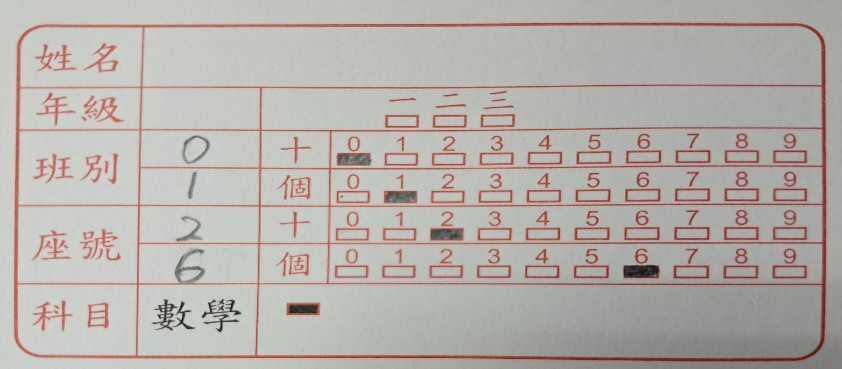 姓名
年級 一 二 三
班別 0 十 0 1 2 3 4 5 6 7 8 9
1 個 0 1 2 3 4 5 6 7 8 9
座號 2 十 0 1 2 3 4 5 6 7 8 9
6 個 0 1 2 3 4 5 6 7 8 9
科目 數學